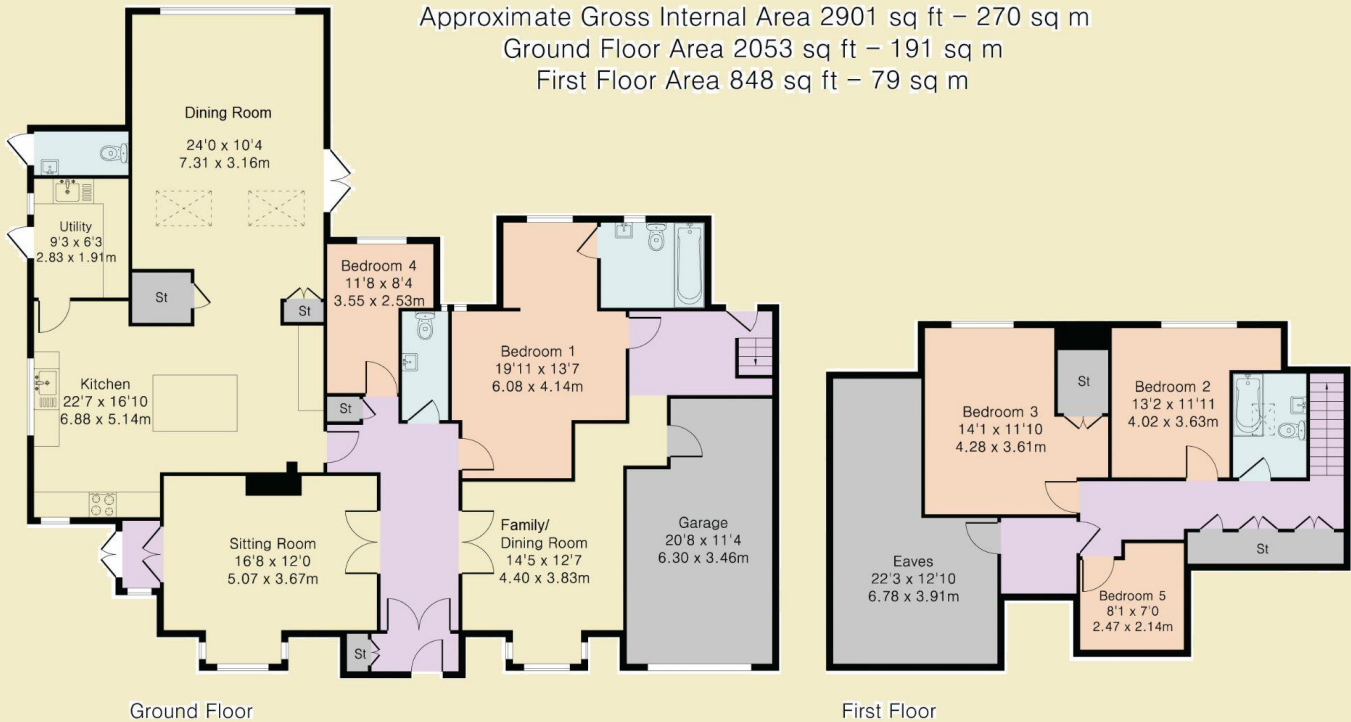 Approximate Gross Internal Area 2901 sq ft – 270 sq m
Ground Floor Area 2053 sq ft – 191 sq m
First Floor Area 848 sq ft – 79 sq m
Dining Room
24'0 x 10'4
7.31 x 3.16m
Utility
9'3 x 6'3
2.83 x 1.91m
St
St
Bedroom 4
11'8 x 8'4
3.55 x 2.53m
Kitchen
22'7 x 16'10
6.88 x 5.14m
St
Bedroom 1
19'11 x 13'7
6.08 x 4.14m
Sitting Room
16'8 x 12'0
5.07 x 3.67m
St
Family/
Dining Room
14'5 x 12'7
4.40 x 3.83m
Garage
20'8 x 11'4
6.30 x 3.46m
Ground Floor
St
Bedroom 2
13'2 x 11'11
4.02 x 3.63m
Bedroom 3
14'1 x 11'10
4.28 x 3.61m
Eaves
22'3 x 12'10
6.78 x 3.91m
St
Bedroom 5
8'1 x 7'0
2.47 x 2.14m
First Floor